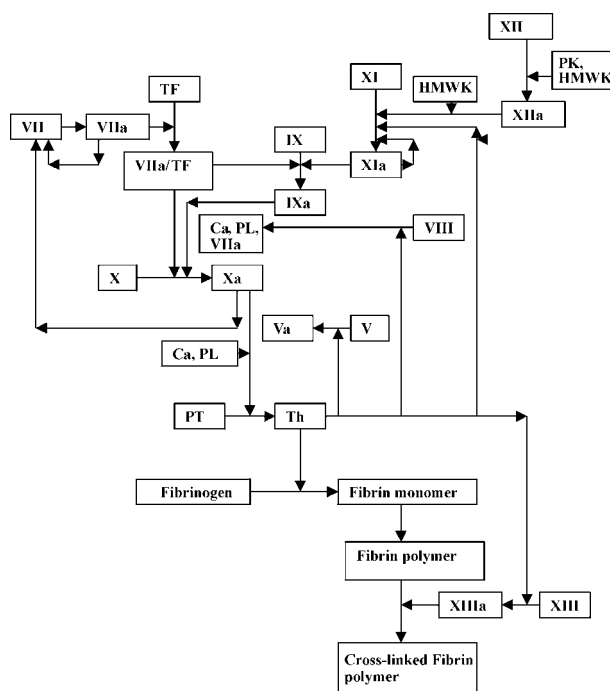 XII
PK,
HMWK
XI
HMWK
TF
XIIa
VII
VIIa
IX
VIIa/TF
XIa
IXa
Ca, PL,
VIIa
VIII
X
Xa
Va
V
Ca, PL
PT
Th
Fibrinogen
Fibrin monomer
Fibrin polymer
XIIIa
XIII
Cross-linked Fibrin
polymer